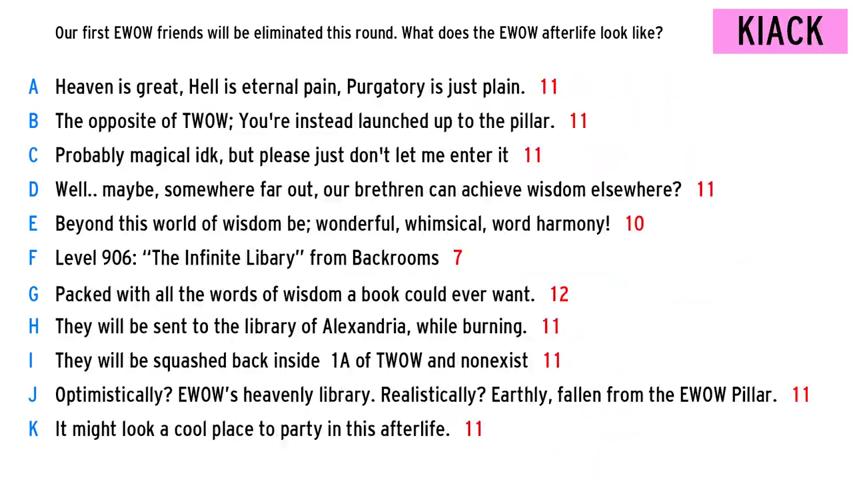 Our first EWOW friends will be eliminated this round. What does the EWOW afterlife look like?
KIACK
A Heaven is great, Hell is eternal pain, Purgatory is just plain. 11
B The opposite of TWOW; You're instead launched up to the pillar. 11
C Probably magical idk, but please just don't let me enter it 11
D Well.. maybe, somewhere far out, our brethren can achieve wisdom elsewhere? 11
E Beyond this world of wisdom be; wonderful, whimsical, word harmony! 10
F Level 906: “The Infinite Libary” from Backrooms 7
G Packed with all the words of wisdom a book could ever want. 12
H They will be sent to the library of Alexandria, while burning. 11
I They will be squashed back inside 1A of TWOW and nonexist 11
J Optimistically? EWOW’s heavenly library. Realistically? Earthly, fallen from the EWOW Pillar. 11
K It might look a cool place to party in this afterlife. 11